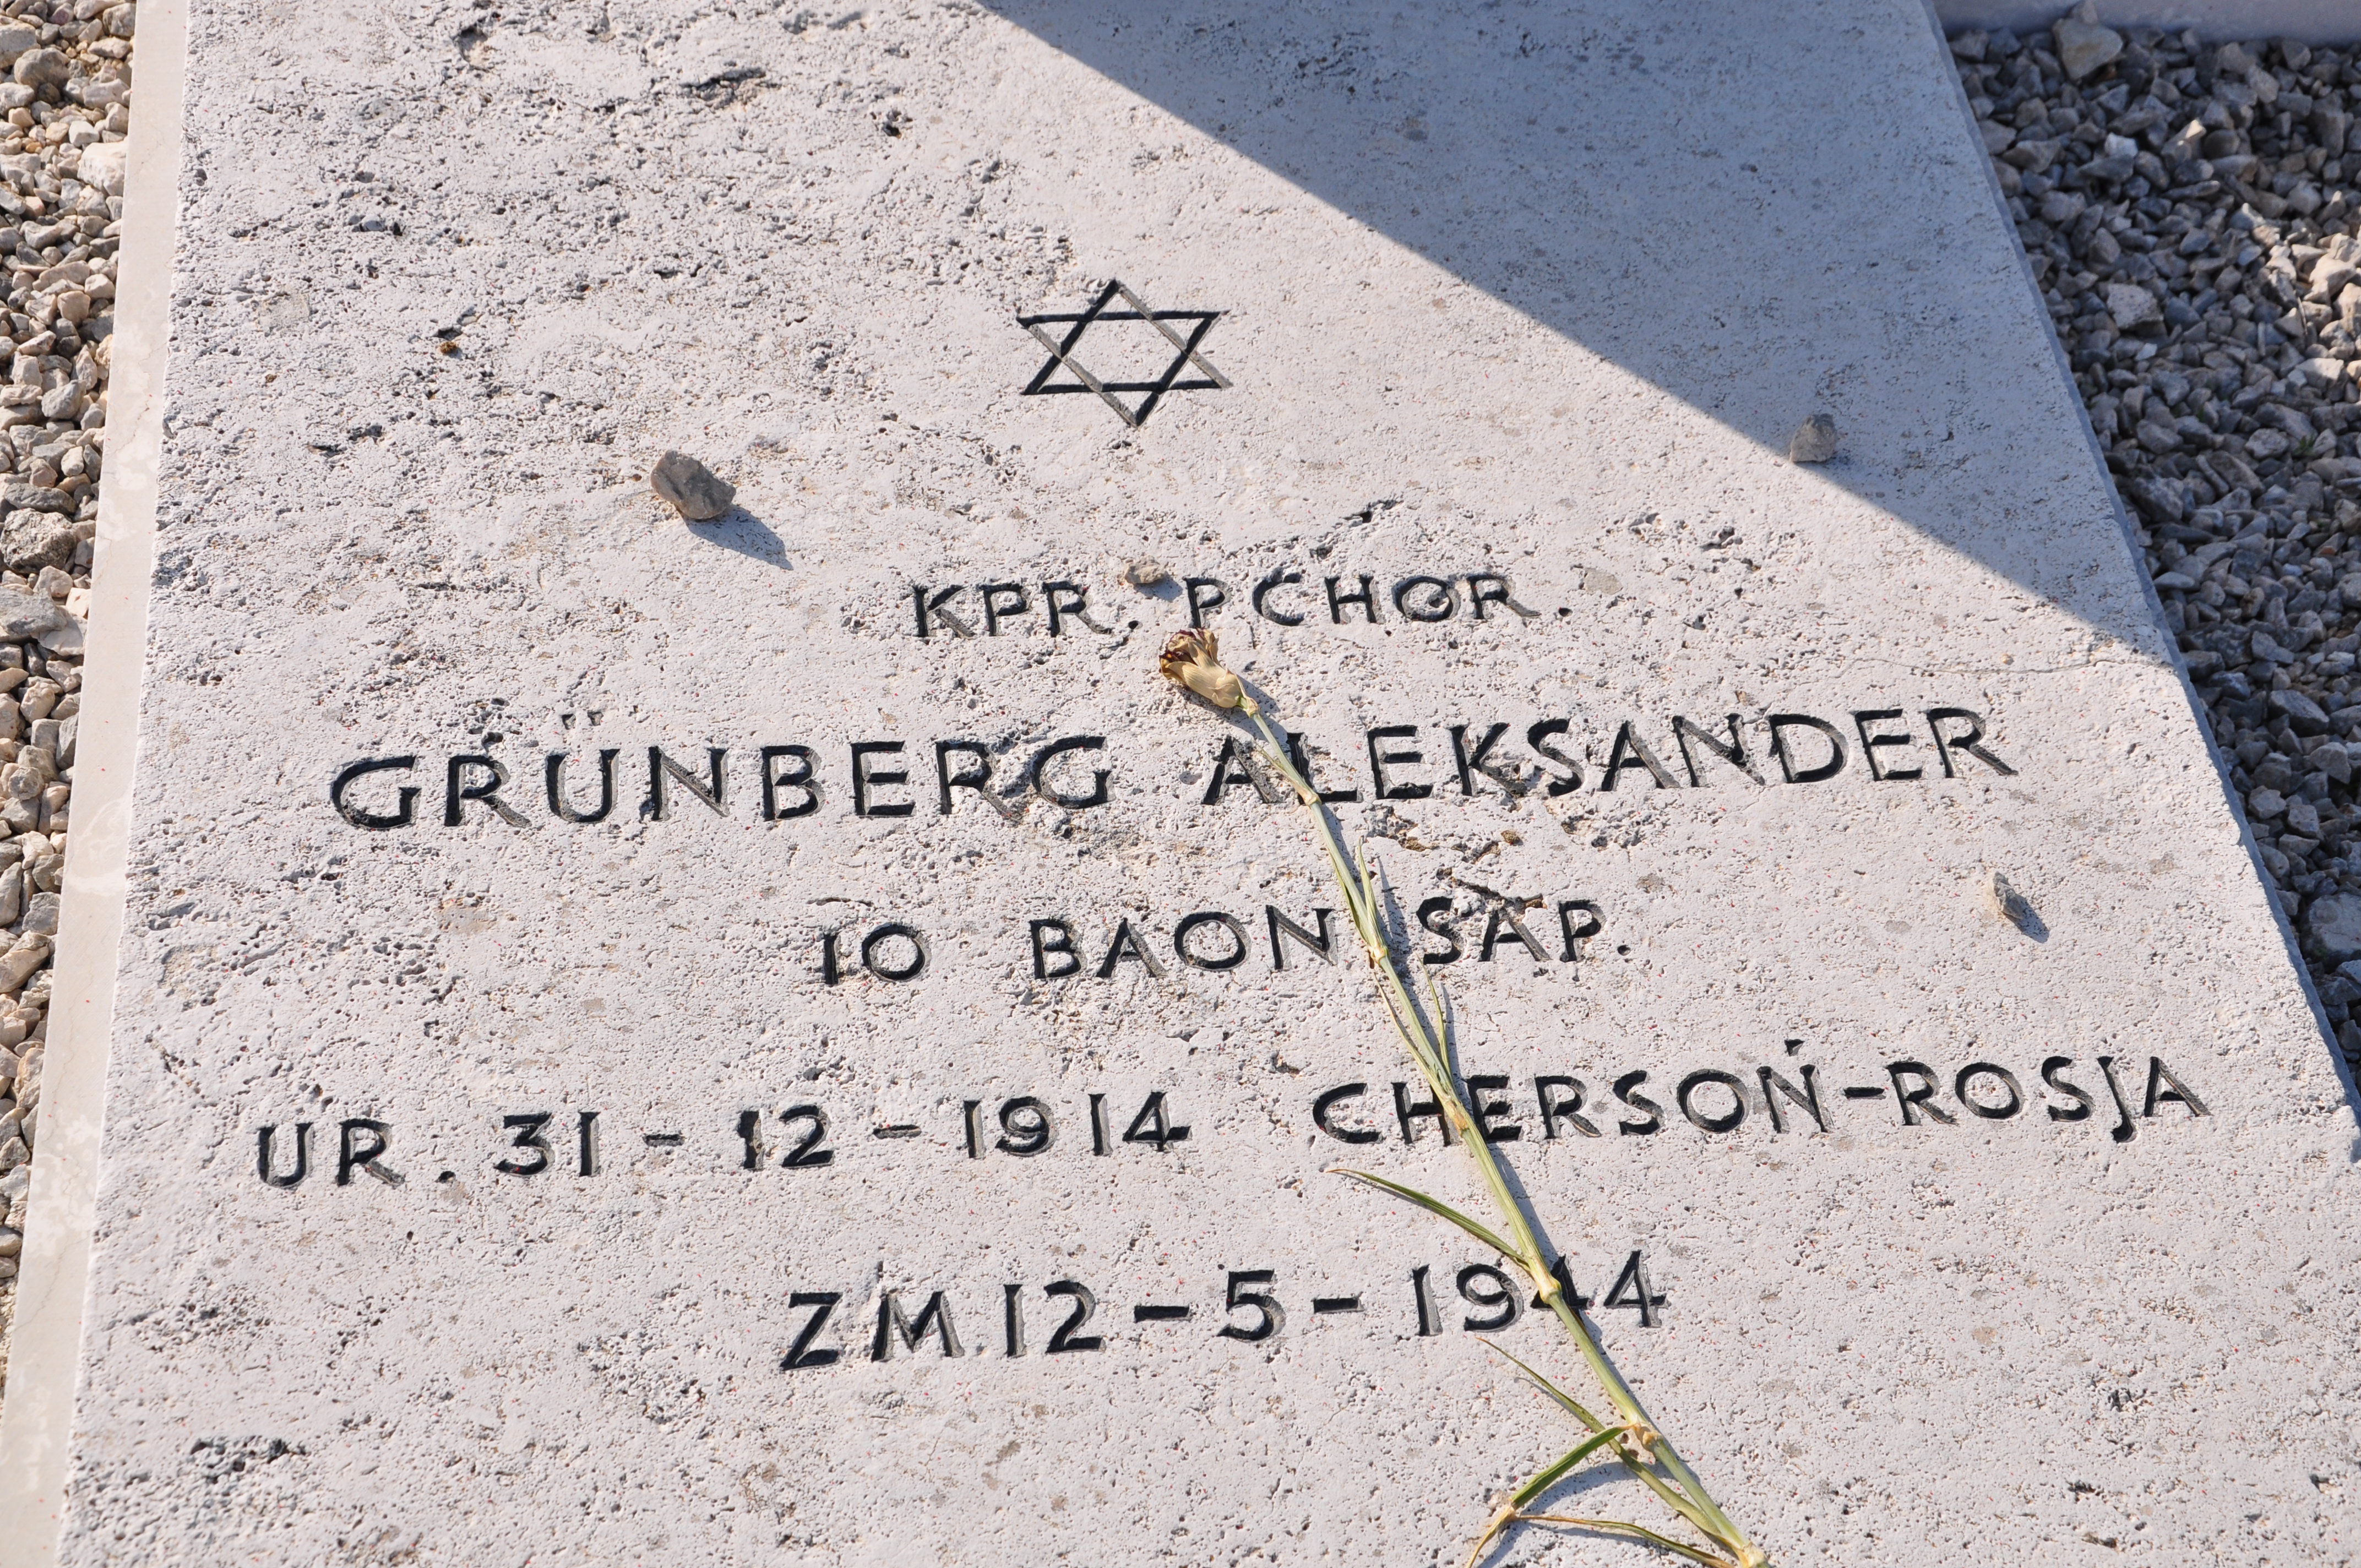 KPR. PCHOR.
GRÜNBERG ALEKSANDER
10 BAON SAP.
UR. 31-12-1914 CHERSOŃ-ROSJA
ZM.12-5-1944